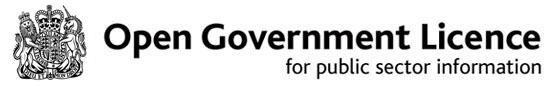 Open Government Licence
for public sector information